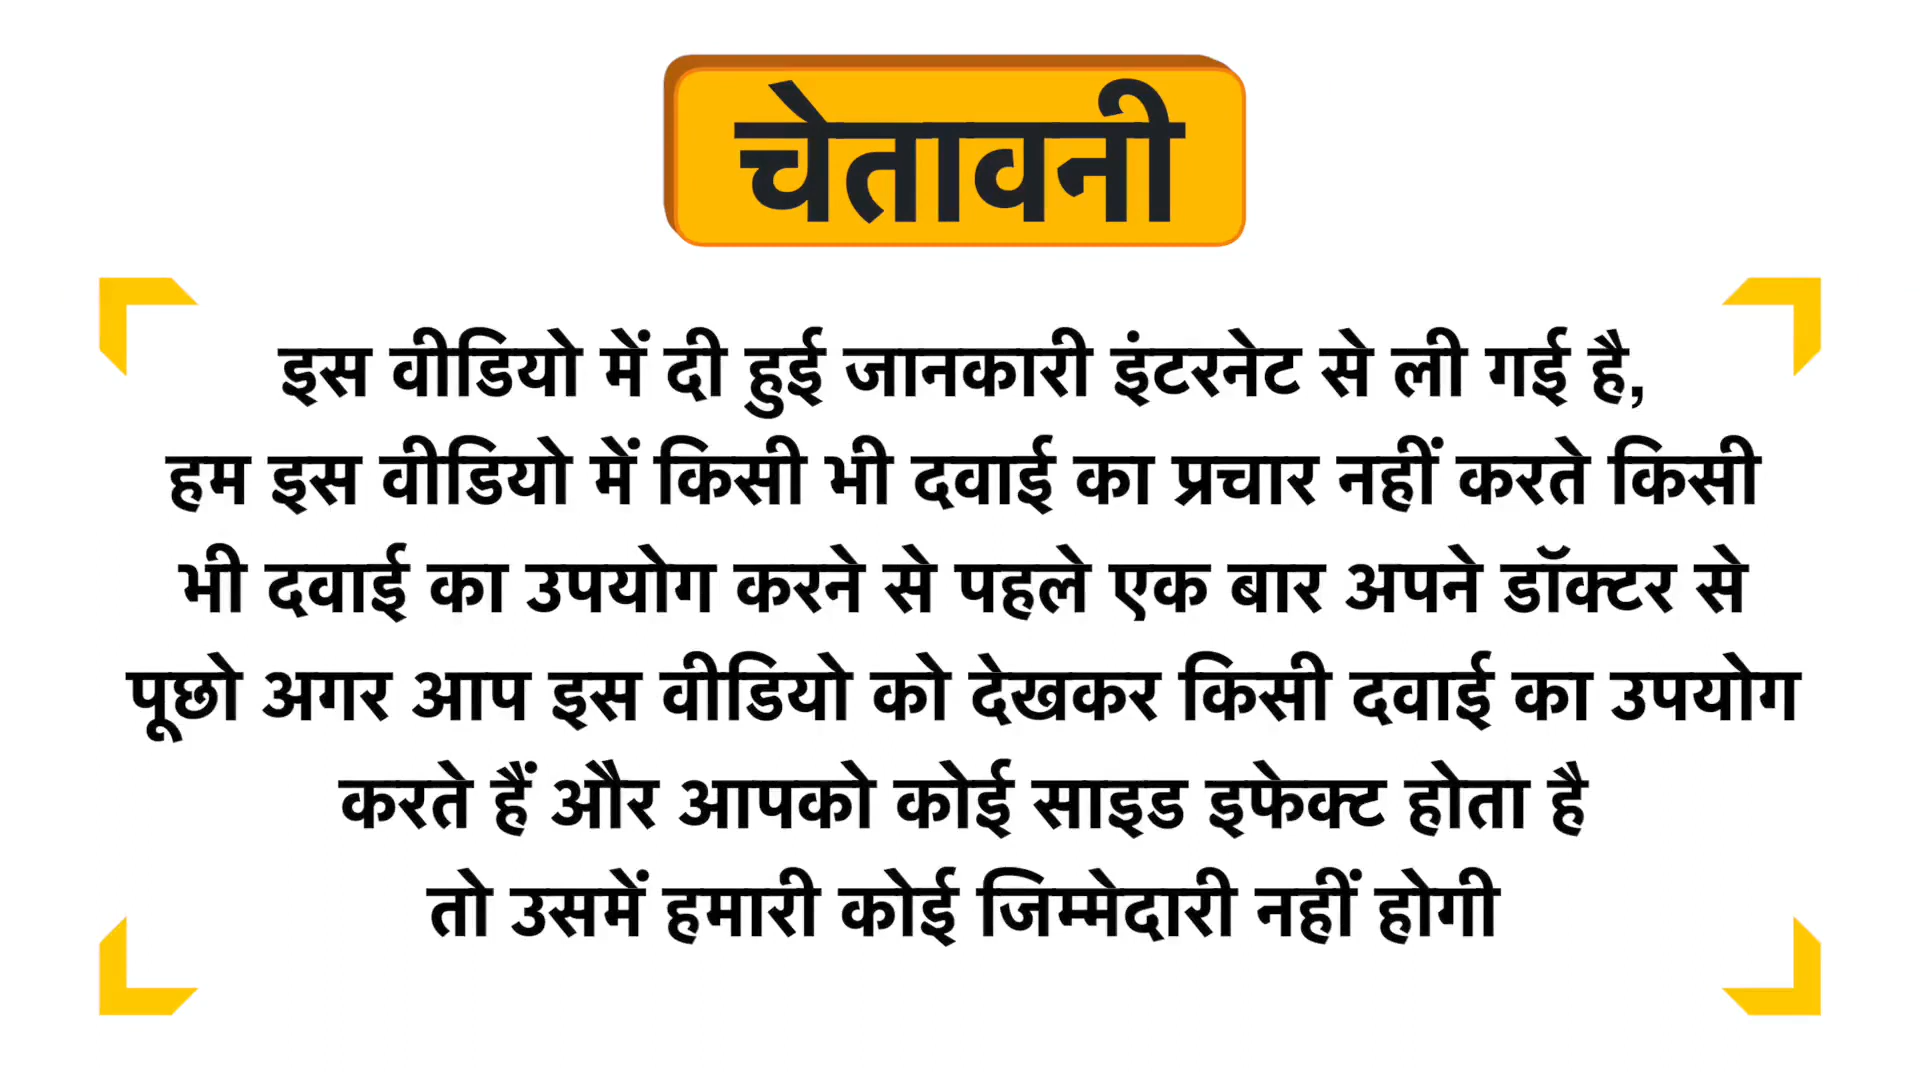 चेतावनी
इस वीडियो में दी हुई जानकारी इंटरनेट से ली गई है,
हम इस वीडियो में किसी भी दवाई का प्रचार नहीं करते किसी
भी दवाई का उपयोग करने से पहले एक बार अपने डॉक्टर से
पूछो अगर आप इस वीडियो को देखकर किसी दवाई का उपयोग
करते हैं और आपको कोई साइड इफेक्ट होता है
तो उसमें हमारी कोई जिम्मेदारी नहीं होगी